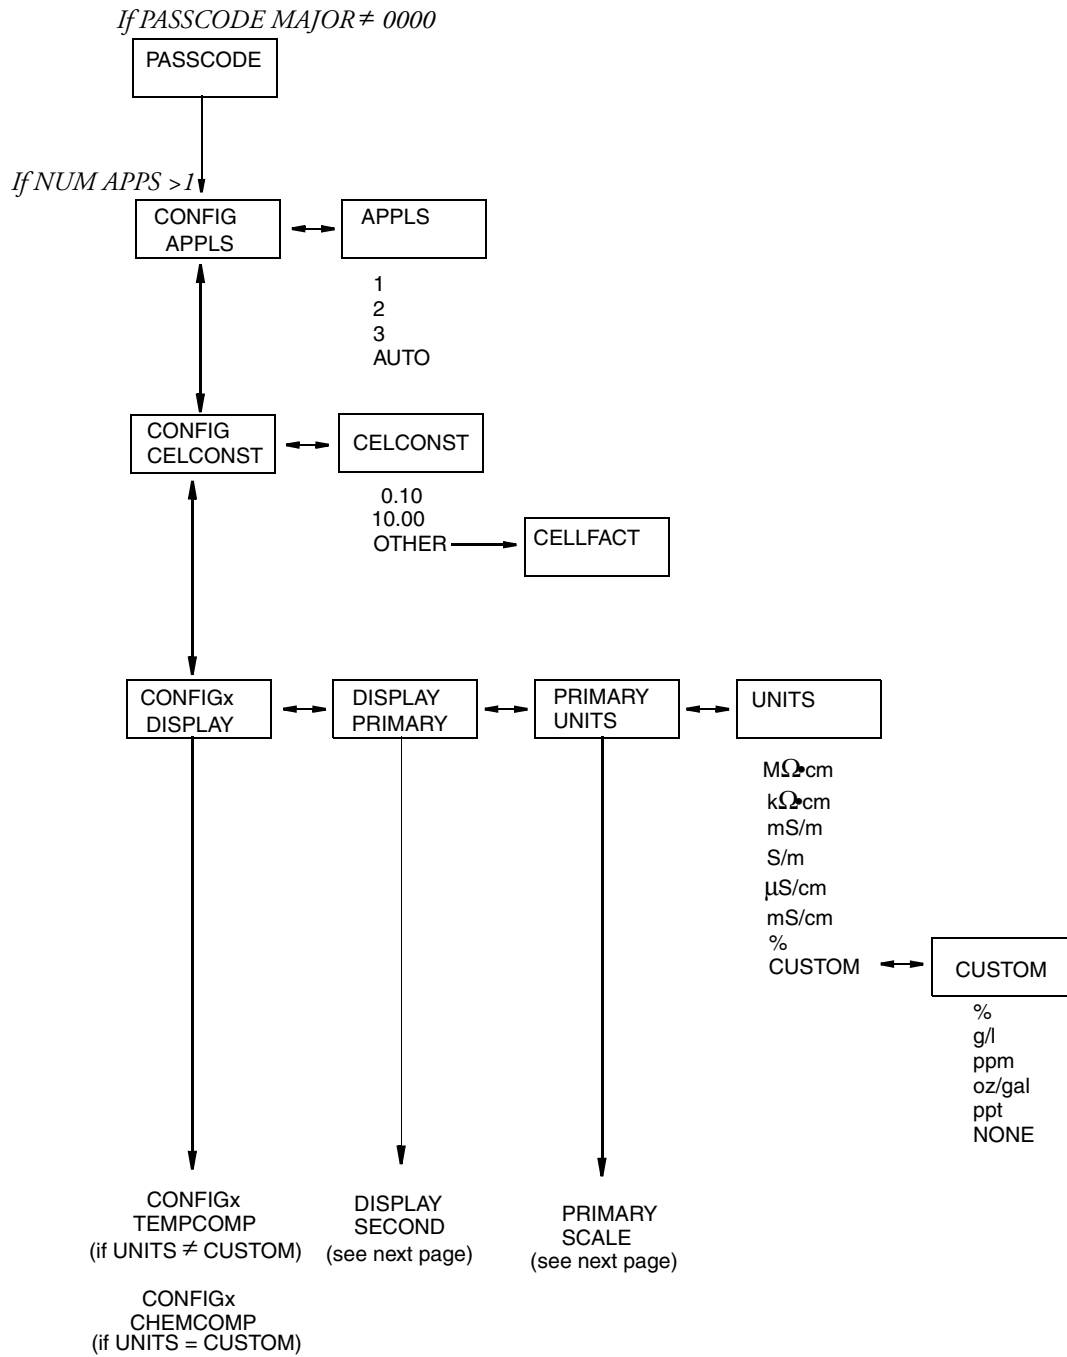 If PASSCODE MAJOR ≠ 0000
PASSCODE
If NUM APPS >1
CONFIG
APPLS
APPLS
1
2
3
AUTO
CONFIG
CELCONST
CELCONST
0.10
10.00
OTHER
CELLFACT
CONFIGx
DISPLAY
DISPLAY
PRIMARY
PRIMARY
UNITS
UNITS
MΩ•cm
kΩ•cm
mS/m
S/m
µS/cm
mS/cm
%
CUSTOM
CUSTOM
%
g/l
ppm
oz/gal
ppt
NONE
CONFIGx
TEMPCOMP
(if UNITS ≠ CUSTOM)
DISPLAY
SECOND
(see next page)
PRIMARY
SCALE
(see next page)
CONFIGx
CHEMCOMP
(if UNITS = CUSTOM)